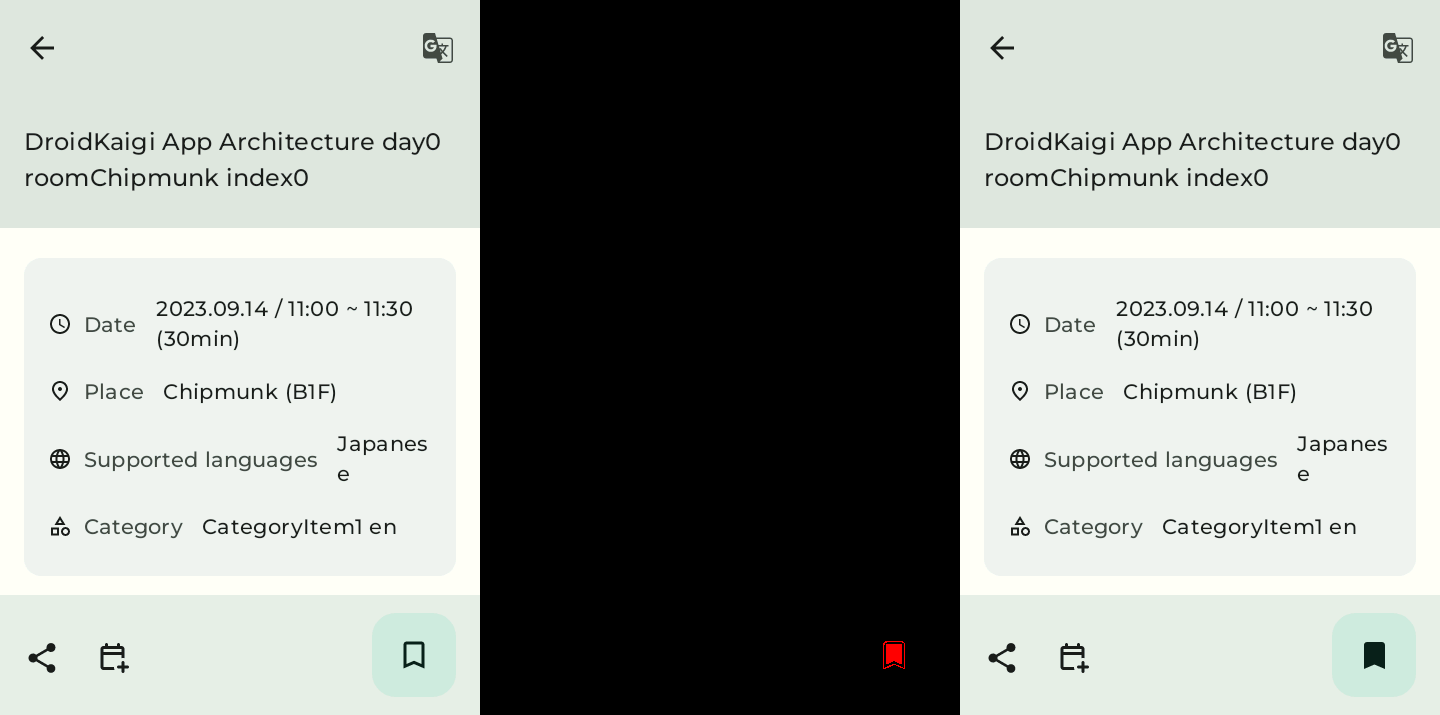 DroidKaigi App Architecture day0
roomChipmunk index0
Date
2023.09.14 / 11:00 ~ 11:30
(30min)
Place
Chipmunk (B1F)
Supported languages
Japanes
e
Category
CategoryItem1 en
DroidKaigi App Architecture day0
roomChipmunk index0
Date
2023.09.14 / 11:00 ~ 11:30
(30min)
Place
Chipmunk (B1F)
Supported languages
Japanes
e
Category
CategoryItem1 en